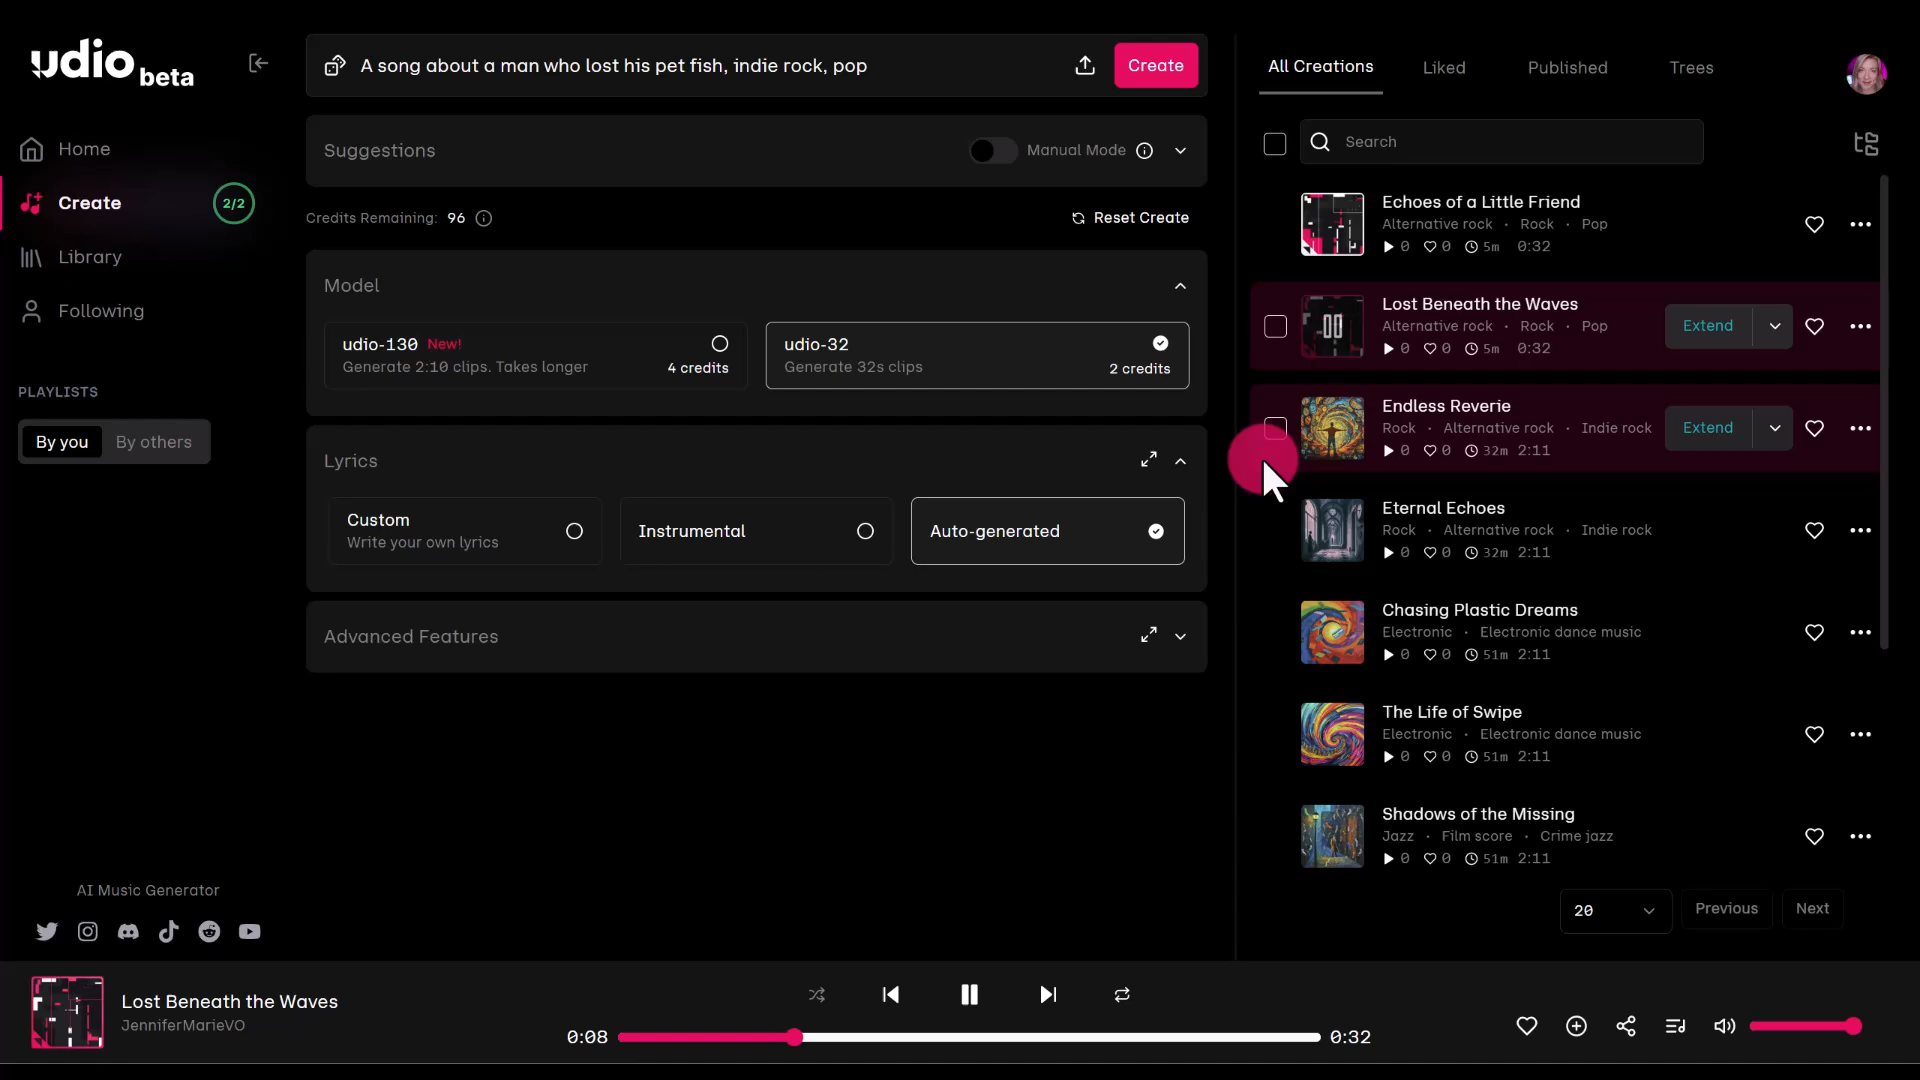 udio beta
Home
Create
2/2
Library
Following
PLAYLISTS
By you
By others
AI Music Generator
A song about a man who lost his pet fish, indie rock, pop
Create
Suggestions
Manual Mode
Credits Remaining: 96
Reset Create
Model
udio-130 New!
Generate 2:10 clips. Takes longer
4 credits
udio-32
Generate 32s clips
2 credits
Lyrics
Custom
Write your own lyrics
Instrumental
Auto-generated
Advanced Features
All Creations
Liked
Published
Trees
Search
Echoes of a Little Friend
Alternative rock · Rock · Pop
0 0 5m 0:32
Lost Beneath the Waves
Alternative rock · Rock · Pop
0 0 5m 0:32
Extend
Endless Reverie
Rock · Alternative rock · Indie rock
0 0 32m 2:11
Extend
Eternal Echoes
Rock · Alternative rock · Indie rock
0 0 32m 2:11
Chasing Plastic Dreams
Electronic · Electronic dance music
0 0 51m 2:11
The Life of Swipe
Electronic · Electronic dance music
0 0 51m 2:11
Shadows of the Missing
Jazz · Film score · Crime jazz
0 0 51m 2:11
20
Previous
Next
Lost Beneath the Waves
JenniferMarieVO
0:08
0:32